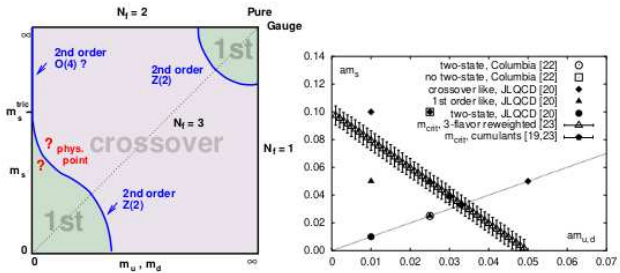 N_f = 2
Pure
Gauge
∞
1st
2nd order
O(4) ?
2nd order
Z(2)
m_s^tric
N_f = 3
?
phys.
point
?
crossover
N_f = 1
m_s
2nd order
Z(2)
1st
0
0
m_u , m_d
∞
0.14
0.12
0.10
0.08
0.06
0.04
0.02
0.00
am_s
two-state, Columbia [22]
no two-state, Columbia [22]
crossover like, JLQCD [20]
1st order like, JLQCD [20]
two-state, JLQCD [20]
m_crit, 3-flavor reweighted [23]
m_crit, cumulants [19,23]
am_u,d
0.00 0.01 0.02 0.03 0.04 0.05 0.06 0.07